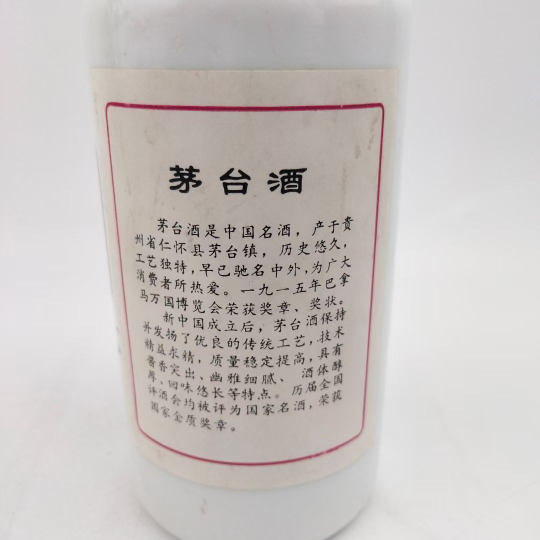 茅台酒
茅台酒是中国名酒，产于贵
州省仁怀县茅台镇，历史悠久，
工艺独特，早已驰名中外，为广大
消费者所热爱。一九一五年巴拿
马万国博览会荣获奖章、奖状。
新中国成立后，茅台酒保持
并发扬了优良的传统工艺，技术
精益求精，质量稳定提高，具有
酱香突出、幽雅细腻、酒体醇
厚、回味悠长等特点。历届全国
评酒会均被评为国家名酒，荣获
国家金质奖章。